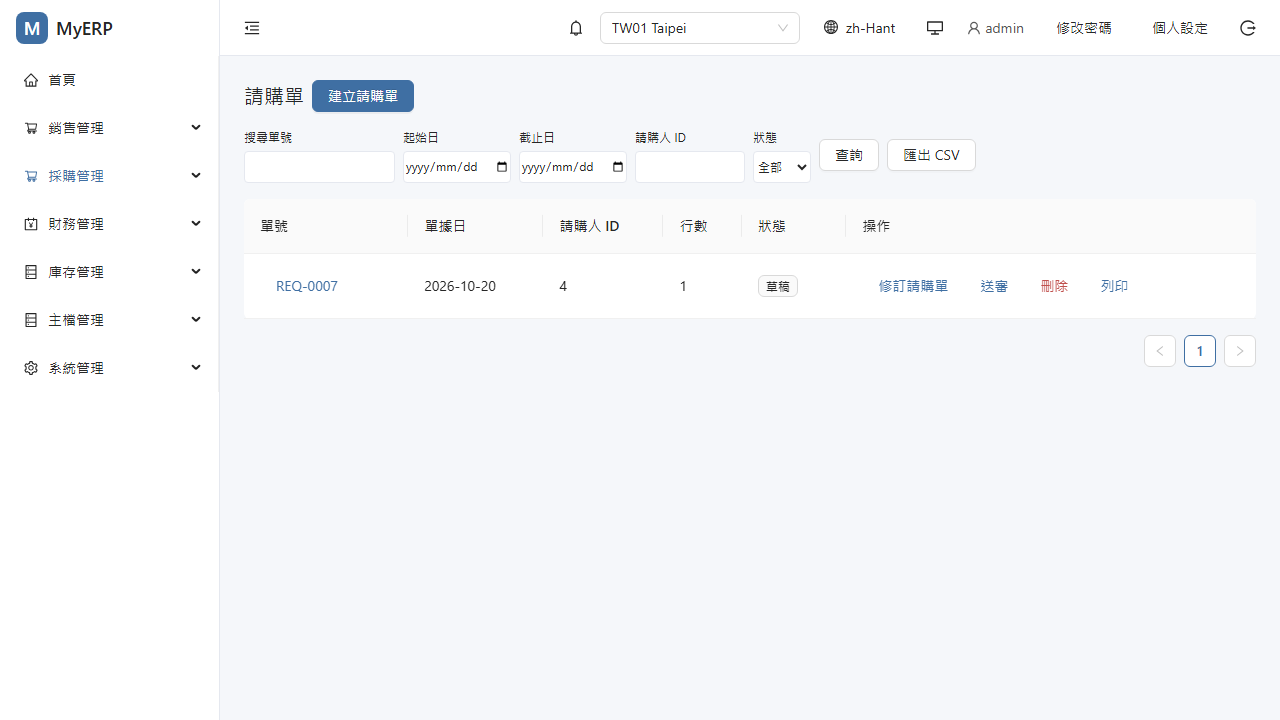 M MyERP
TW01 Taipei
zh-Hant
admin
修改密碼
個人設定
首頁
銷售管理
採購管理
財務管理
庫存管理
主檔管理
系統管理
請購單
建立請購單
搜尋單號
起始日
截止日
請購人 ID
狀態
yyyy/mm/dd
yyyy/mm/dd
全部
查詢
匯出 CSV
單號 單據日 請購人 ID 行數 狀態 操作
REQ-0007 2026-10-20 4 1 草稿 修訂請購單 送審 刪除 列印
1